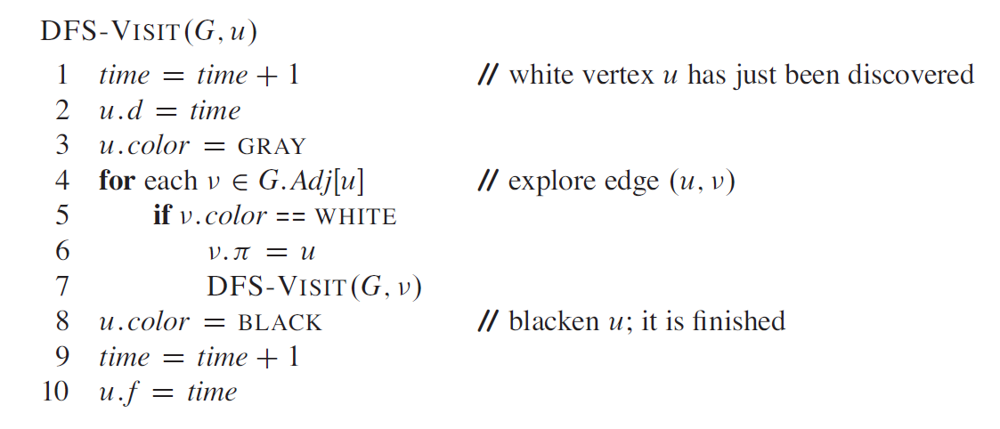 DFS-VISIT(G, u)
1 time = time + 1 // white vertex u has just been discovered
2 u.d = time
3 u.color = GRAY
4 for each v ∈ G.Adj[u] // explore edge (u, v)
5 if v.color == WHITE
6 v.π = u
7 DFS-VISIT(G, v)
8 u.color = BLACK // blacken u; it is finished
9 time = time + 1
10 u.f = time